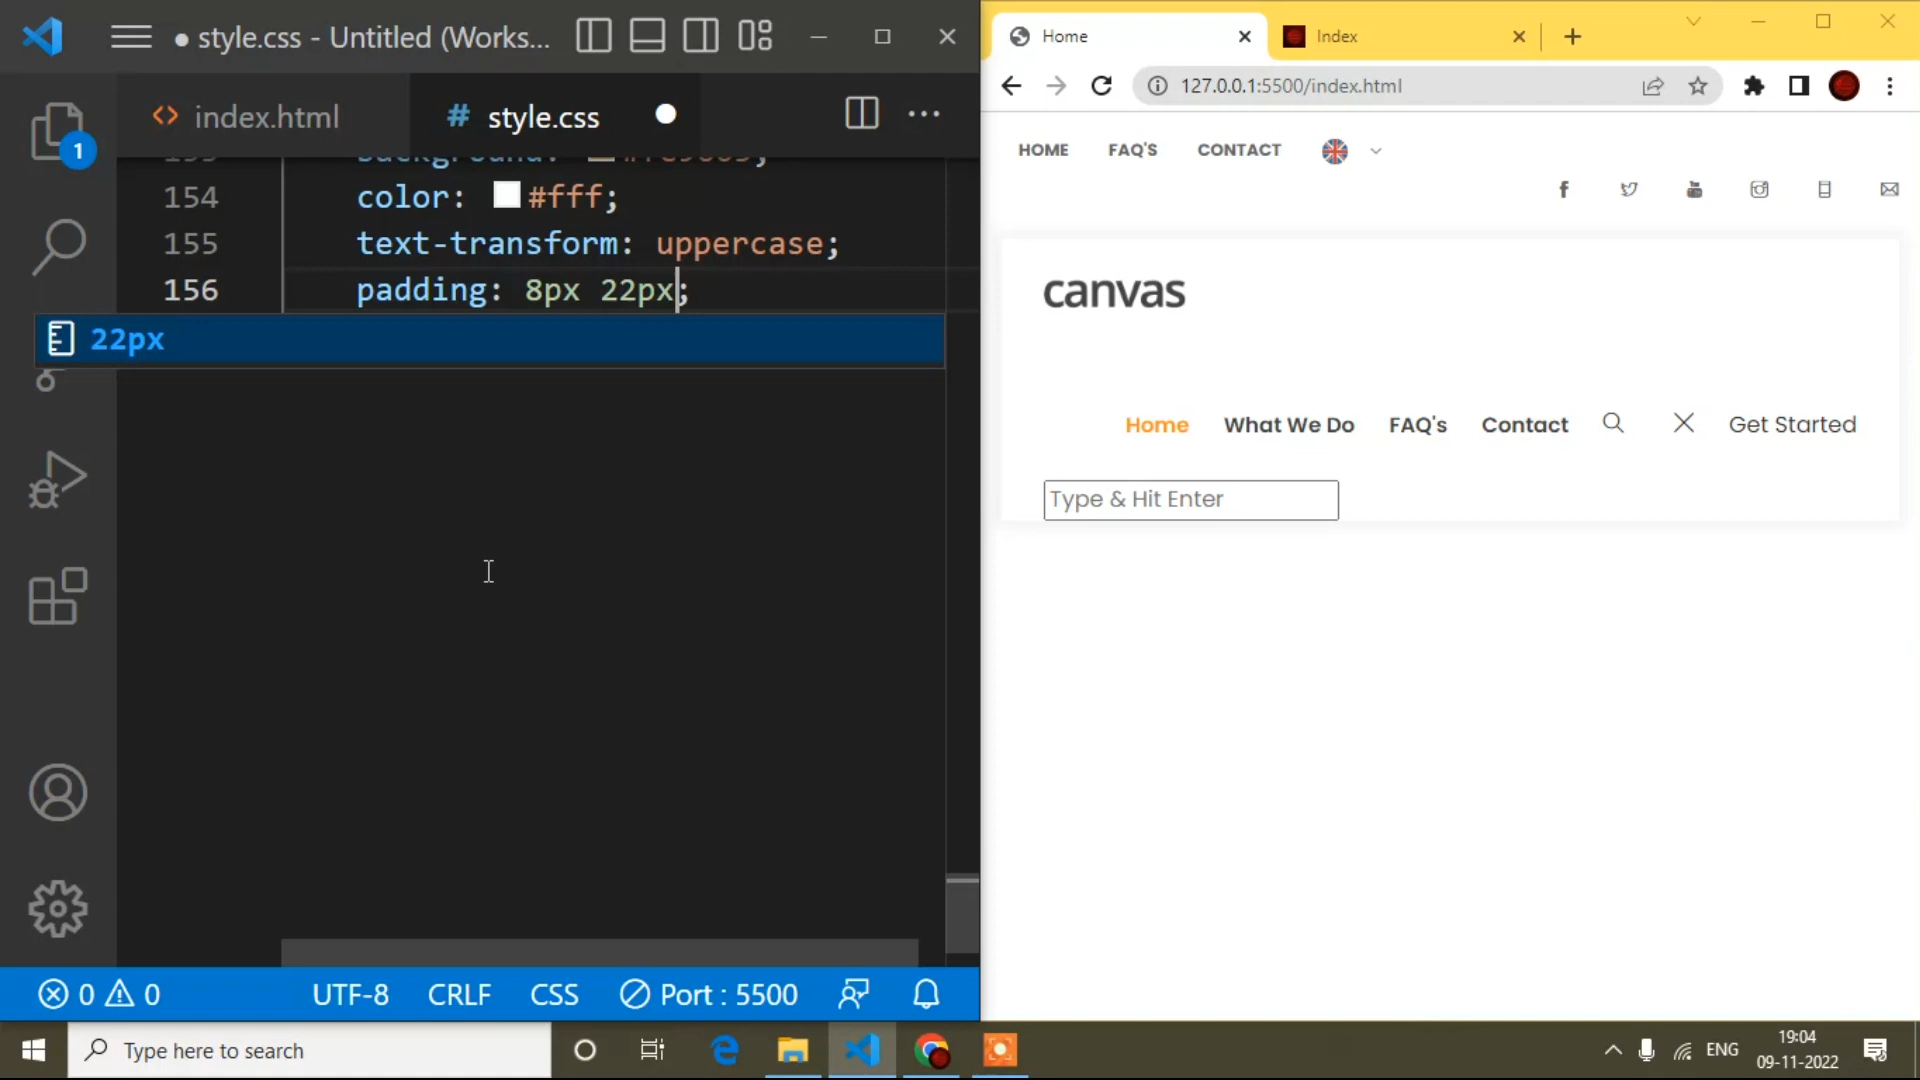 style.css - Untitled (Works...
index.html
# style.css
154 color: #fff;
155 text-transform: uppercase;
156 padding: 8px 22px;
22px
1
0 0 UTF-8 CRLF CSS Port : 5500
Home Index
127.0.0.1:5500/index.html
HOME FAQ'S CONTACT
canvas
Home What We Do FAQ's Contact Get Started
Type & Hit Enter
Type here to search
ENG
19:04
09-11-2022